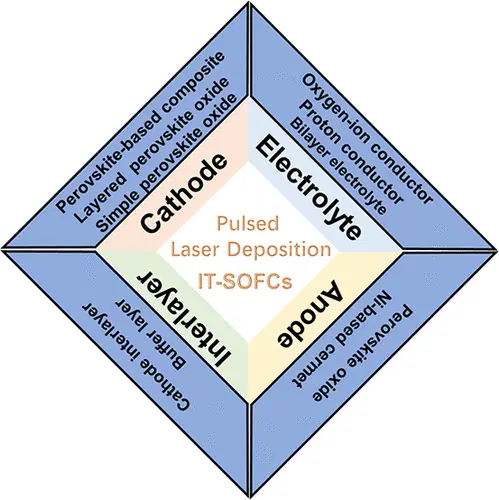 Perovskite-based composite
Layered perovskite oxide
Simple perovskite oxide
Cathode
Oxygen-ion conductor
Proton conductor
Bilayer electrolyte
Electrolyte
Pulsed
Laser Deposition
IT-SOFCs
Interlayer
Buffer layer
Cathode interlayer
Anode
Perovskite oxide
Ni-based cermet